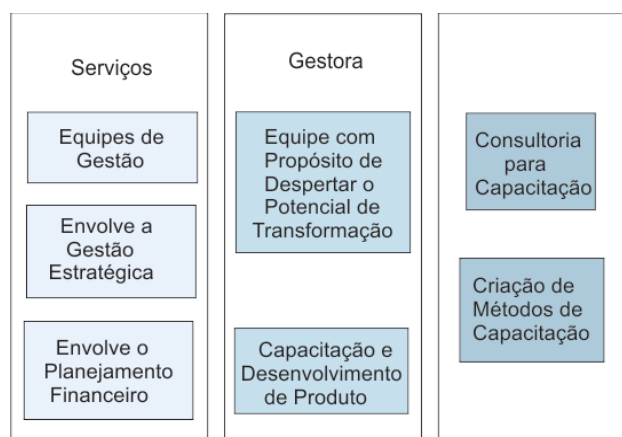 Serviços
Equipes de
Gestão
Envolve a
Gestão
Estratégica
Envolve o
Planejamento
Financeiro
Gestora
Equipe com
Propósito de
Despertar o
Potencial de
Transformação
Capacitação e
Desenvolvimento
de Produto
Consultoria
para
Capacitação
Criação de
Métodos de
Capacitação